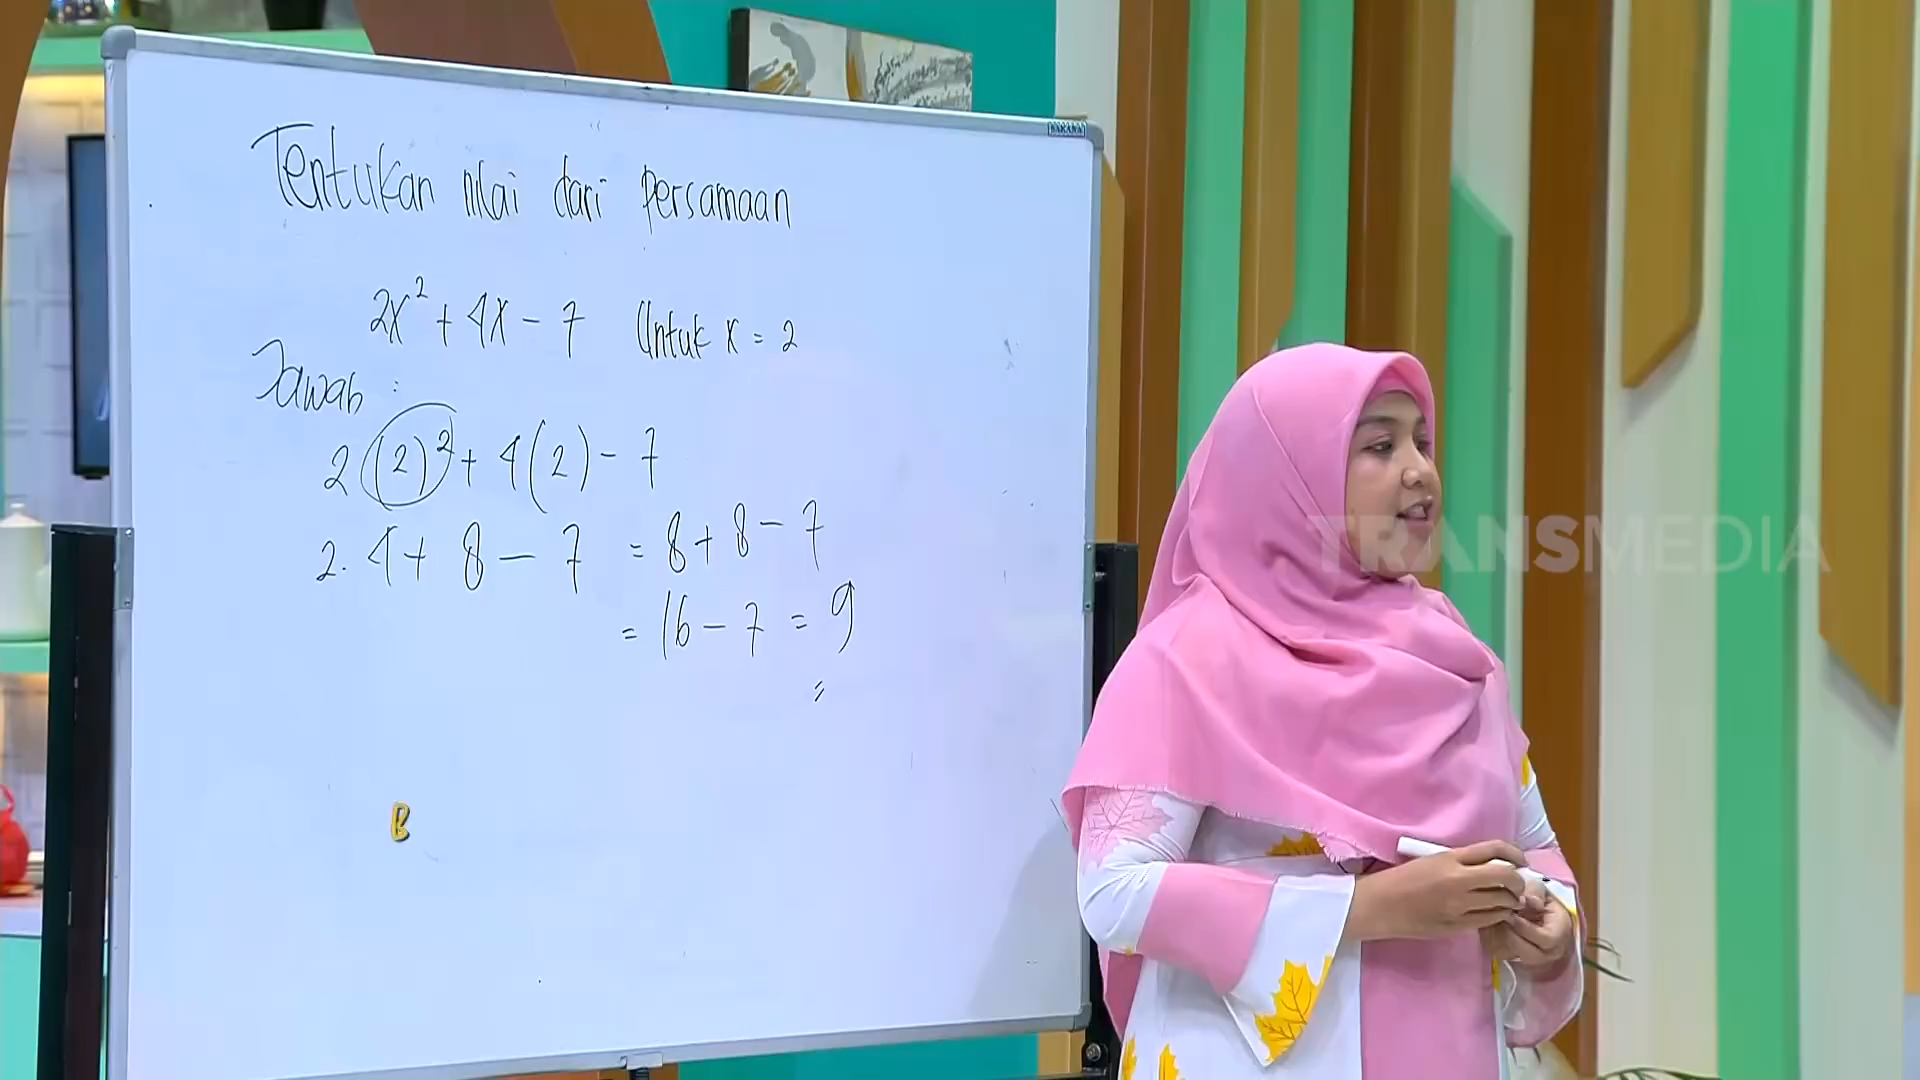 Tentukan nilai dari persamaan
2x² + 4x - 7 Untuk x = 2
Jawab :
2 (2)² + 4 (2) - 7
2. 4 + 8 - 7 = 8 + 8 - 7
= 16 - 7 = 9
B
TRANSMEDIA